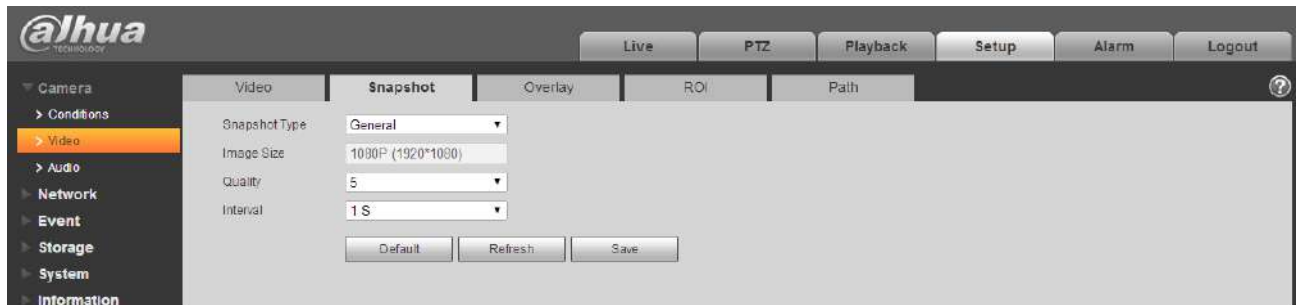 alhua
TECHNOLOGY
Live PTZ Playback Setup Alarm Logout
Camera
Conditions
Video
Audio
Network
Event
Storage
System
Information
Video Snapshot Overlay ROI Path
Snapshot Type General
Image Size 1080P (1920*1080)
Quality 5
Interval 1 S
Default Refresh Save